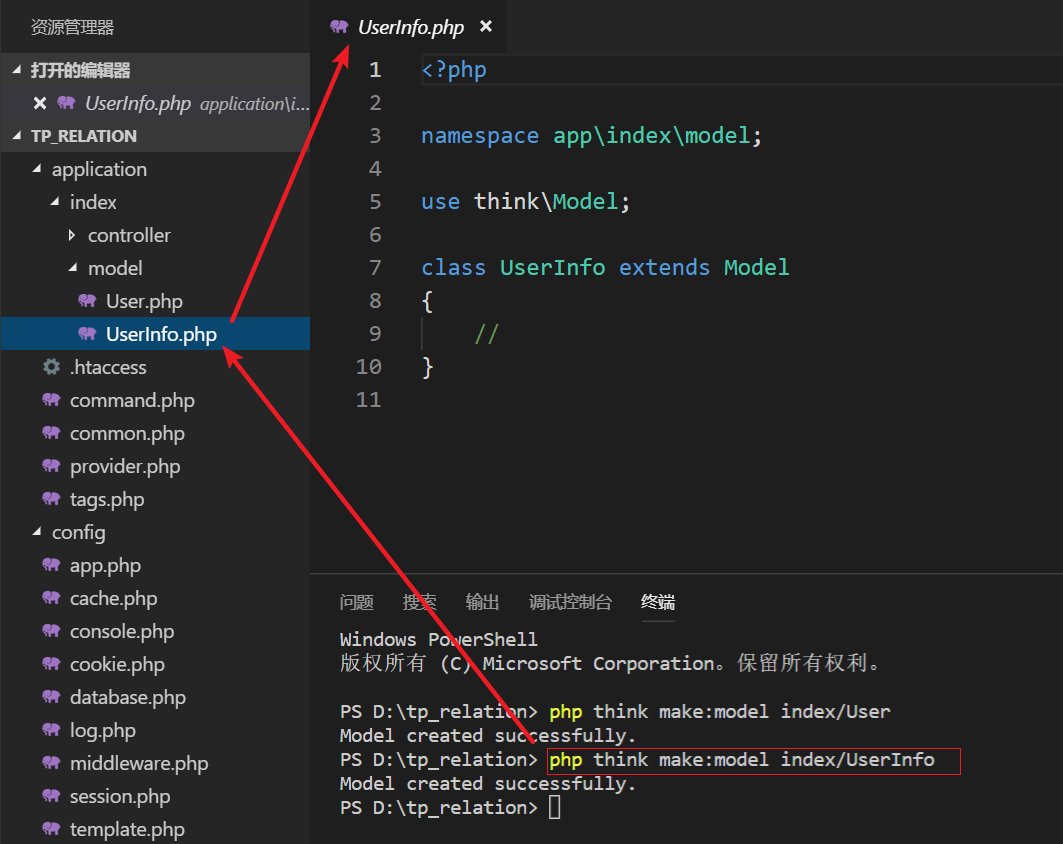 资源管理器
打开的编辑器
UserInfo.php application\i...
TP_RELATION
application
index
controller
model
User.php
UserInfo.php
.htaccess
command.php
common.php
provider.php
tags.php
config
app.php
cache.php
console.php
cookie.php
database.php
log.php
middleware.php
session.php
template.php
UserInfo.php
1 <?php
2
3 namespace app\index\model;
4
5 use think\Model;
6
7 class UserInfo extends Model
8 {
9 //
10 }
11
问题 搜索 输出 调试控制台 终端
Windows PowerShell
版权所有 (C) Microsoft Corporation。保留所有权利。
PS D:\tp_relation> php think make:model index/User
Model created successfully.
PS D:\tp_relation> php think make:model index/UserInfo
Model created successfully.
PS D:\tp_relation>